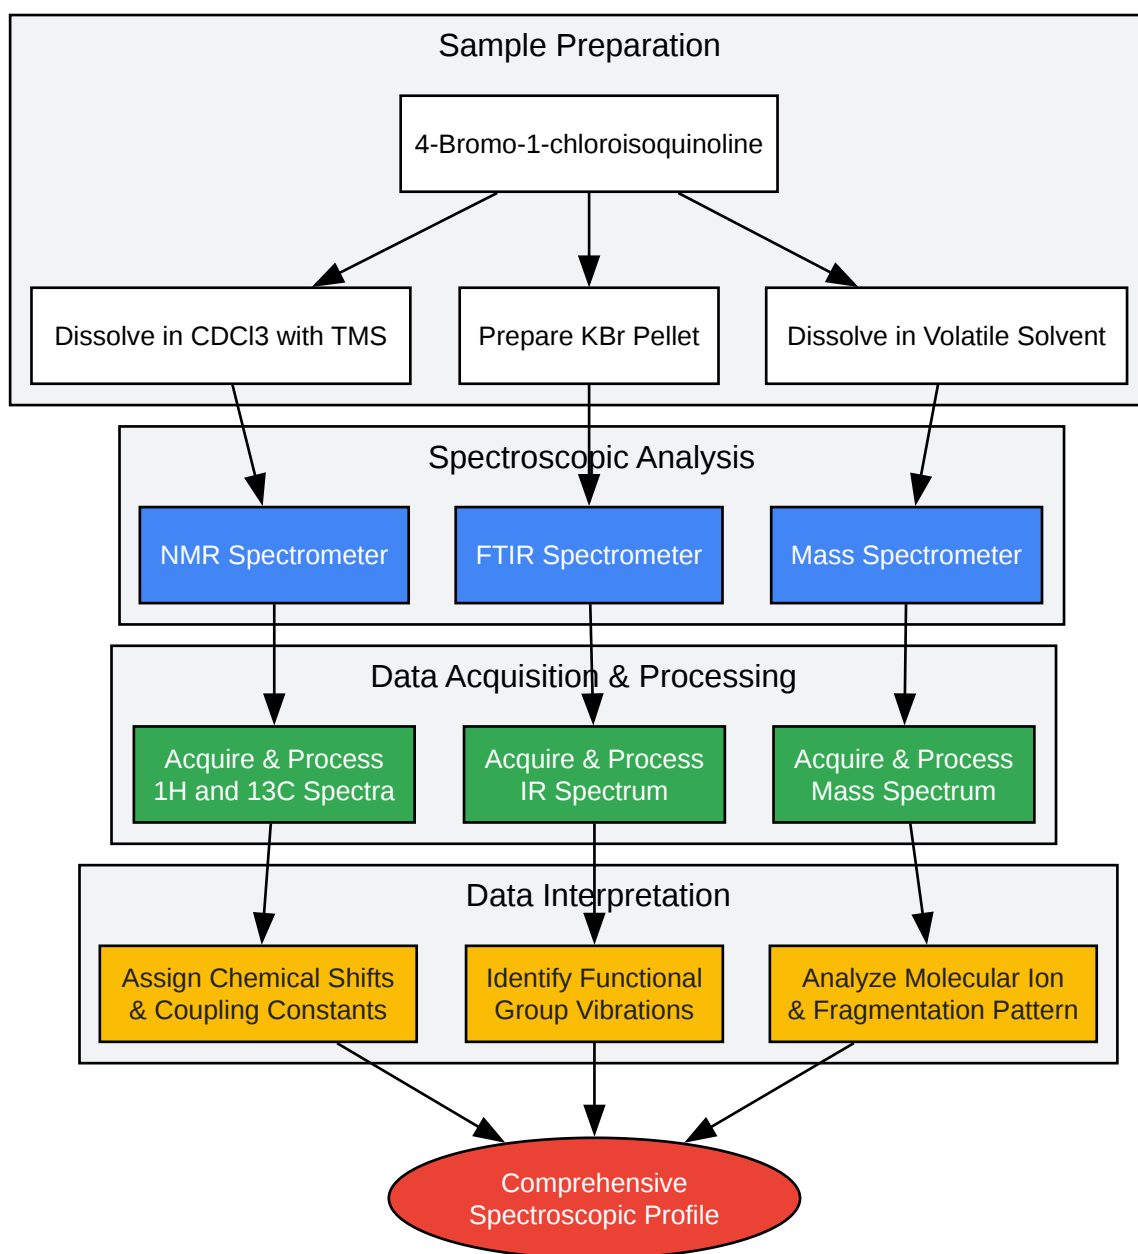 Sample Preparation
4-Bromo-1-chloroisoquinoline
Dissolve in CDCl3 with TMS
Prepare KBr Pellet
Dissolve in Volatile Solvent
Spectroscopic Analysis
NMR Spectrometer
FTIR Spectrometer
Mass Spectrometer
Data Acquisition & Processing
Acquire & Process
1H and 13C Spectra
Acquire & Process
IR Spectrum
Acquire & Process
Mass Spectrum
Data Interpretation
Assign Chemical Shifts
& Coupling Constants
Identify Functional
Group Vibrations
Analyze Molecular Ion
& Fragmentation Pattern
Comprehensive
Spectroscopic Profile